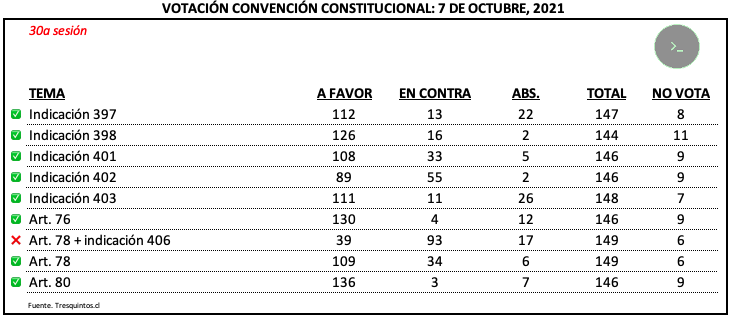 VOTACIÓN CONVENCIÓN CONSTITUCIONAL: 7 DE OCTUBRE, 2021
30a sesión
>_
TEMA A FAVOR EN CONTRA ABS. TOTAL NO VOTA
Indicación 397 112 13 22 147 8
Indicación 398 126 16 2 144 11
Indicación 401 108 33 5 146 9
Indicación 402 89 55 2 146 9
Indicación 403 111 11 26 148 7
Art. 76 130 4 12 146 9
Art. 78 + indicación 406 39 93 17 149 6
Art. 78 109 34 6 149 6
Art. 80 136 3 7 146 9
Fuente. Tresquintos.cl